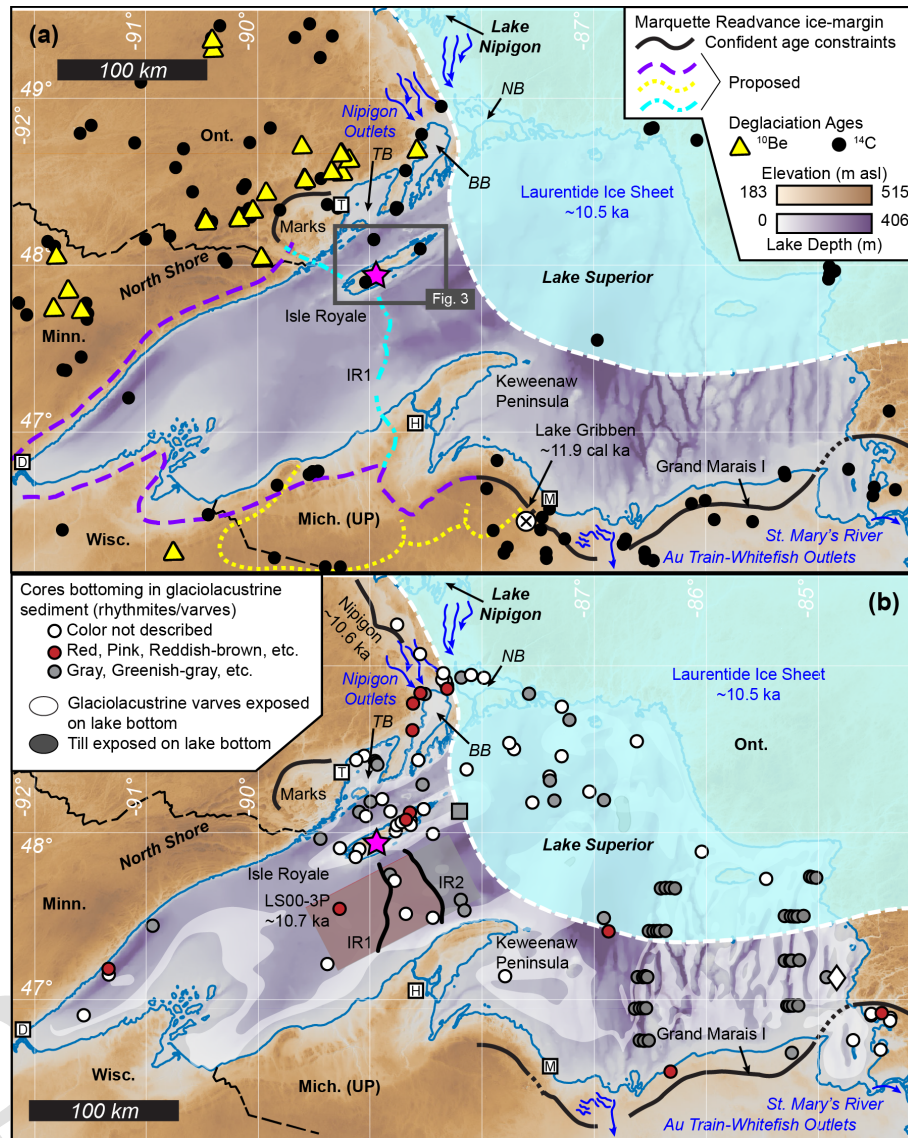 (a)
-91°
-90°
-87°
100 km
49°
-92°
48°
47°
Lake
Nipigon
NB
Nipigon
Outlets
TB
BB
Ont.
T
Marks
North Shore
Minn.
Isle Royale
Fig. 3
IR1
Laurentide Ice Sheet
~10.5 ka
Lake Superior
Keweenaw
Peninsula
H
Lake Gribben
~11.9 cal ka
D
M
Grand Marais I
Mich. (UP)
Wisc.
St. Mary's River
Au Train-Whitefish Outlets
Marquette Readvance ice-margin
Confident age constraints
Proposed
Deglaciation Ages
10Be
14C
Elevation (m asl)
183
515
0
406
Lake Depth (m)
(b)
Cores bottoming in glaciolacustrine
sediment (rhythmites/varves)
Color not described
Red, Pink, Reddish-brown, etc.
Gray, Greenish-gray, etc.
Glaciolacustrine varves exposed
on lake bottom
Till exposed on lake bottom
Nipigon
~10.6 ka
Lake
Nipigon
-87°
-86°
-85°
NB
Nipigon
Outlets
TB
BB
Laurentide Ice Sheet
~10.5 ka
Ont.
-92°
-91°
-90°
T
Marks
48°
North Shore
Lake Superior
Isle Royale
Minn.
LS00-3P
~10.7 ka
IR2
IR1
Keweenaw
Peninsula
47°
H
D
M
Grand Marais I
Wisc.
Mich. (UP)
100 km
St. Mary's River
Au Train-Whitefish Outlets